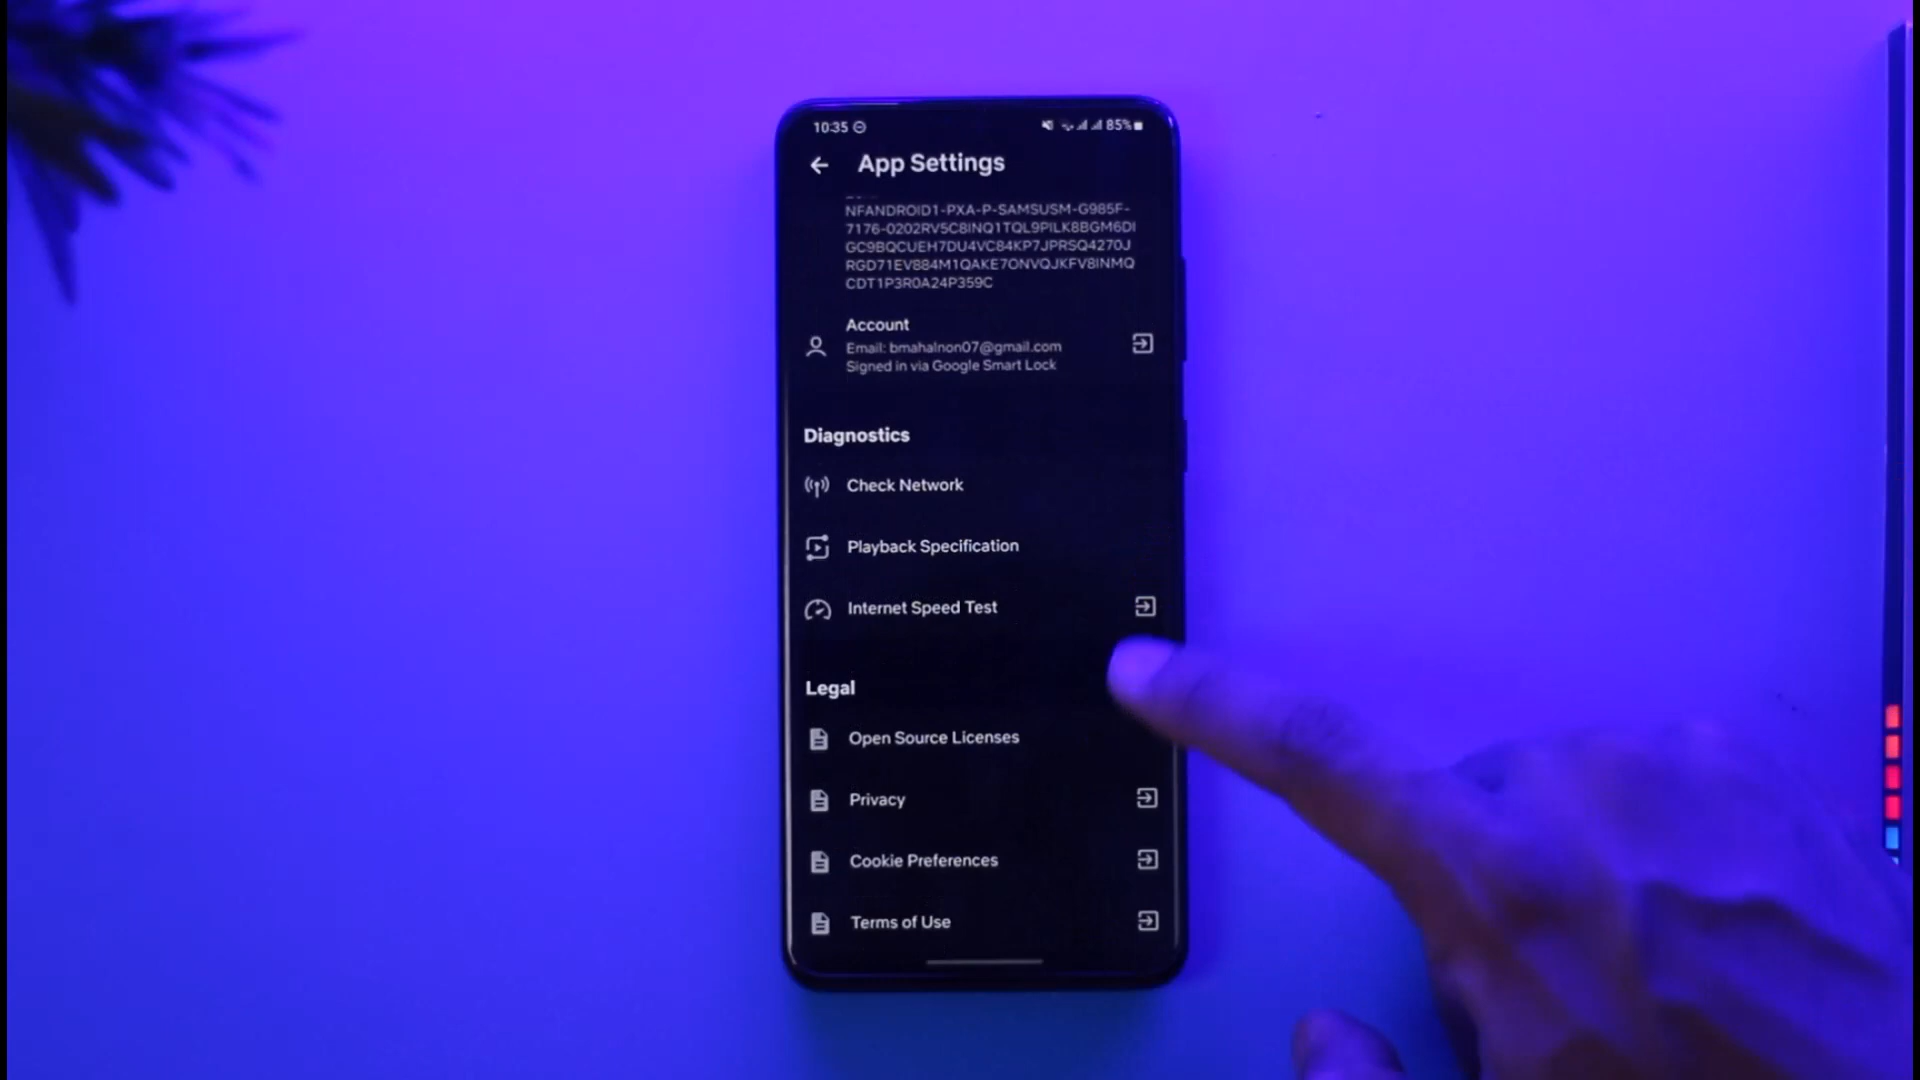 10:35
85%
App Settings
NFANDROID1-PXA-P-SAMSUSM-G985F-
7176-0202RV5C8INQ1TQL9PILK8BGM6DI
GC9BQCUEH7DU4VC84KP7JPRSQ4270J
RGD71EV884M1QAKE7ONVQJKFV8INMQ
CDT1P3R0A24P359C
Account
Email: bmahalnon07@gmail.com
Signed in via Google Smart Lock
Diagnostics
Check Network
Playback Specification
Internet Speed Test
Legal
Open Source Licenses
Privacy
Cookie Preferences
Terms of Use